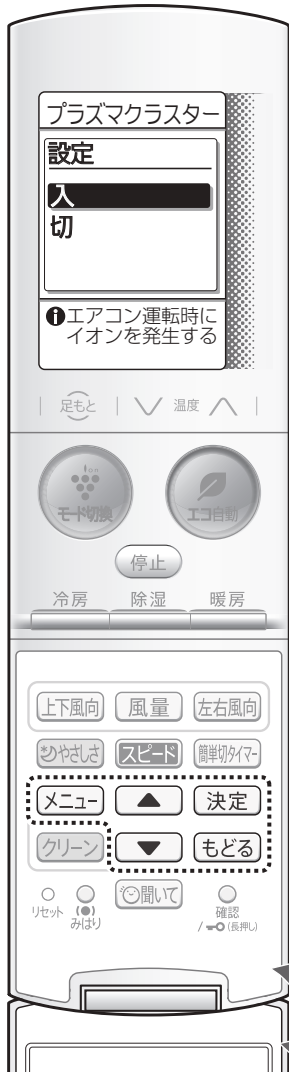 プラズマクラスター
設定
入
切
❶エアコン運転時に
イオンを発生する
足もと 温度
ion
モード切換 エコ自動
停止
冷房 除湿 暖房
上下風向 風量 左右風向
やさしさ スピード 簡単切タイマー
メニュー ▲ 決定
クリーン ▼ もどる
リセット みはり 聞いて 確認
/ (長押し)